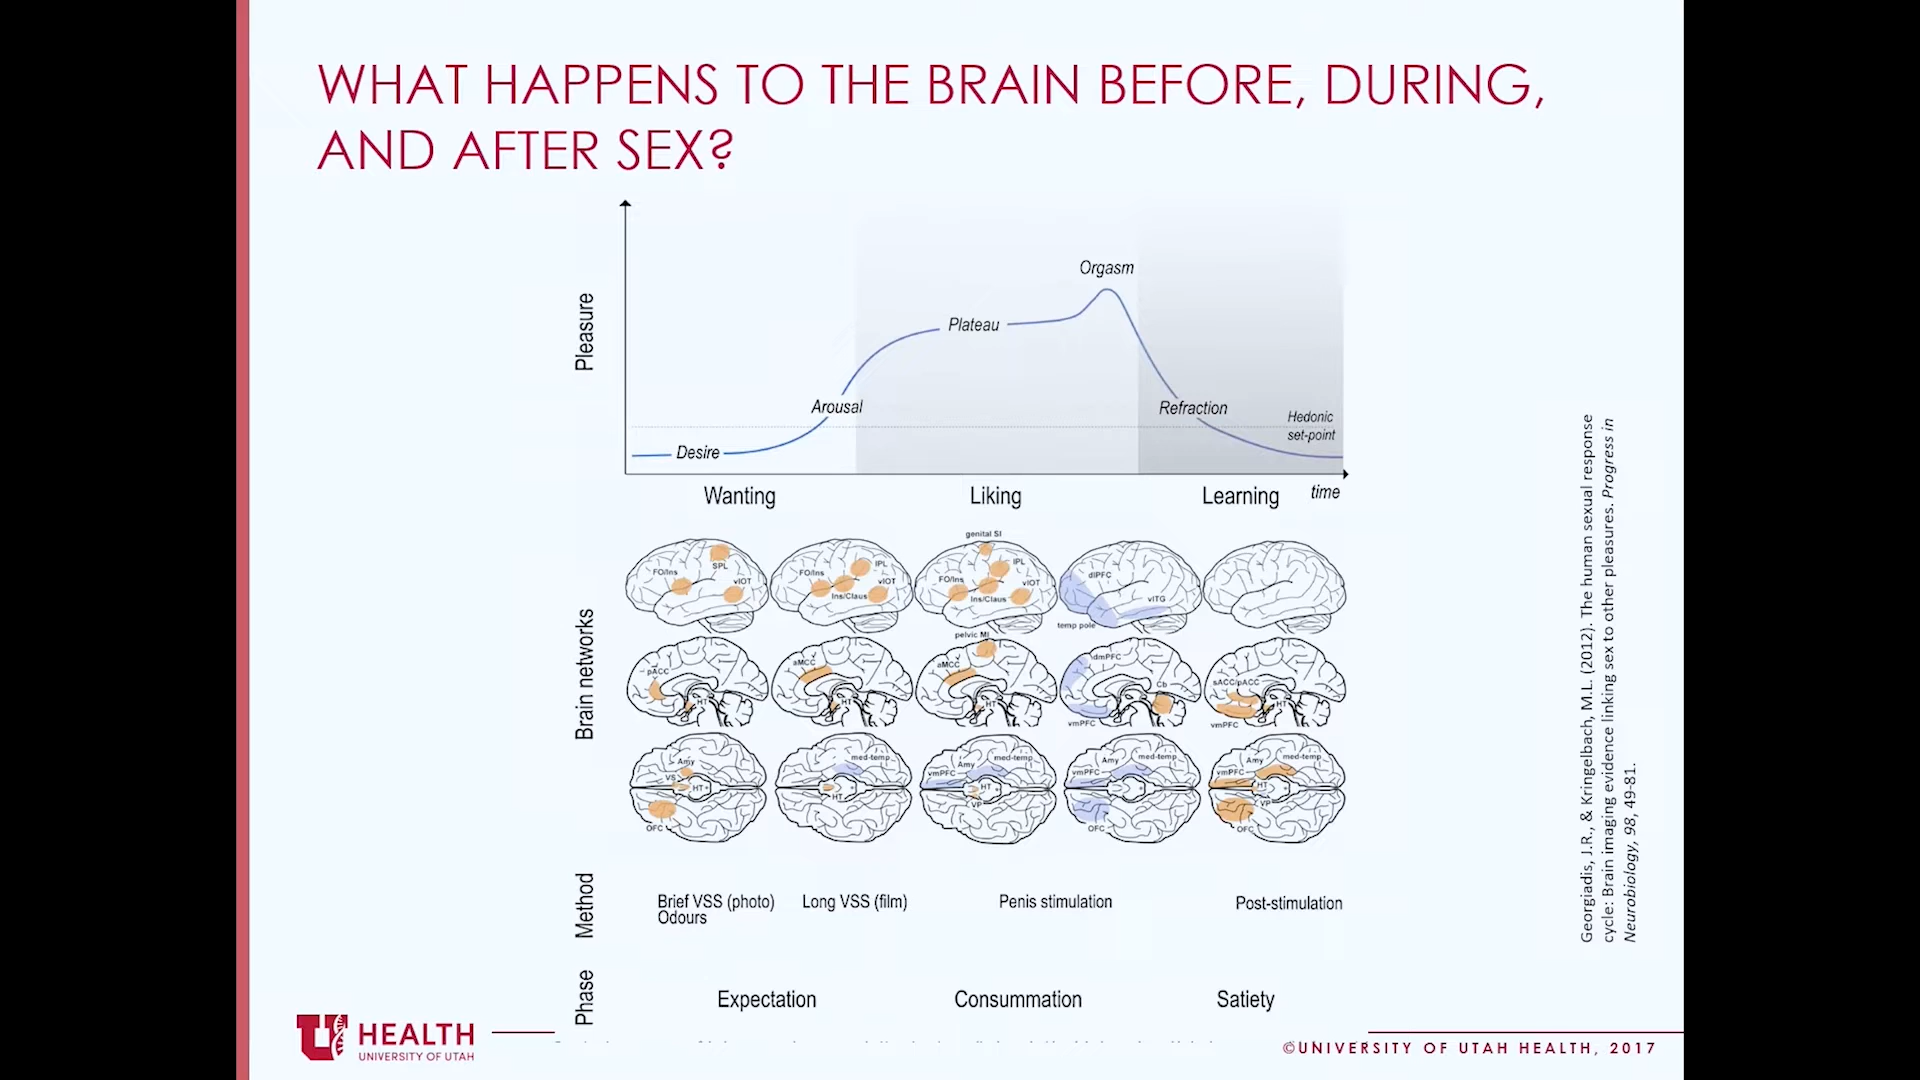 WHAT HAPPENS TO THE BRAIN BEFORE, DURING,
AND AFTER SEX?
Pleasure
Orgasm
Plateau
Arousal
Refraction
Hedonic
set-point
Desire
Wanting
Liking
Learning
time
Brain networks
FO/Ins
SPL
vIOT
FO/Ins
IPL
vIOT
Ins/Claus
genital SI
FO/Ins
IPL
vIOT
Ins/Claus
dlPFC
vITG
temp pole
pACC
HT
aMCC
HT
pelvic MI
aMCC
HT
dmPFC
Cb
vmPFC
sACC/pACC
HT
vmPFC
Amy
VS
HT
OFC
med-temp
HT
vmPFC
Amy
med-temp
HT
VP
vmPFC
Amy
med-temp
OFC
vmPFC
Amy
med-temp
HT
VP
OFC
Method
Brief VSS (photo)
Odours
Long VSS (film)
Penis stimulation
Post-stimulation
Phase
Expectation
Consummation
Satiety
Georgiadis, J.R., & Kringelbach, M.L. (2012). The human sexual response
cycle: Brain imaging evidence linking sex to other pleasures. Progress in
Neurobiology, 98, 49-81.
U HEALTH
UNIVERSITY OF UTAH
©UNIVERSITY OF UTAH HEALTH, 2017